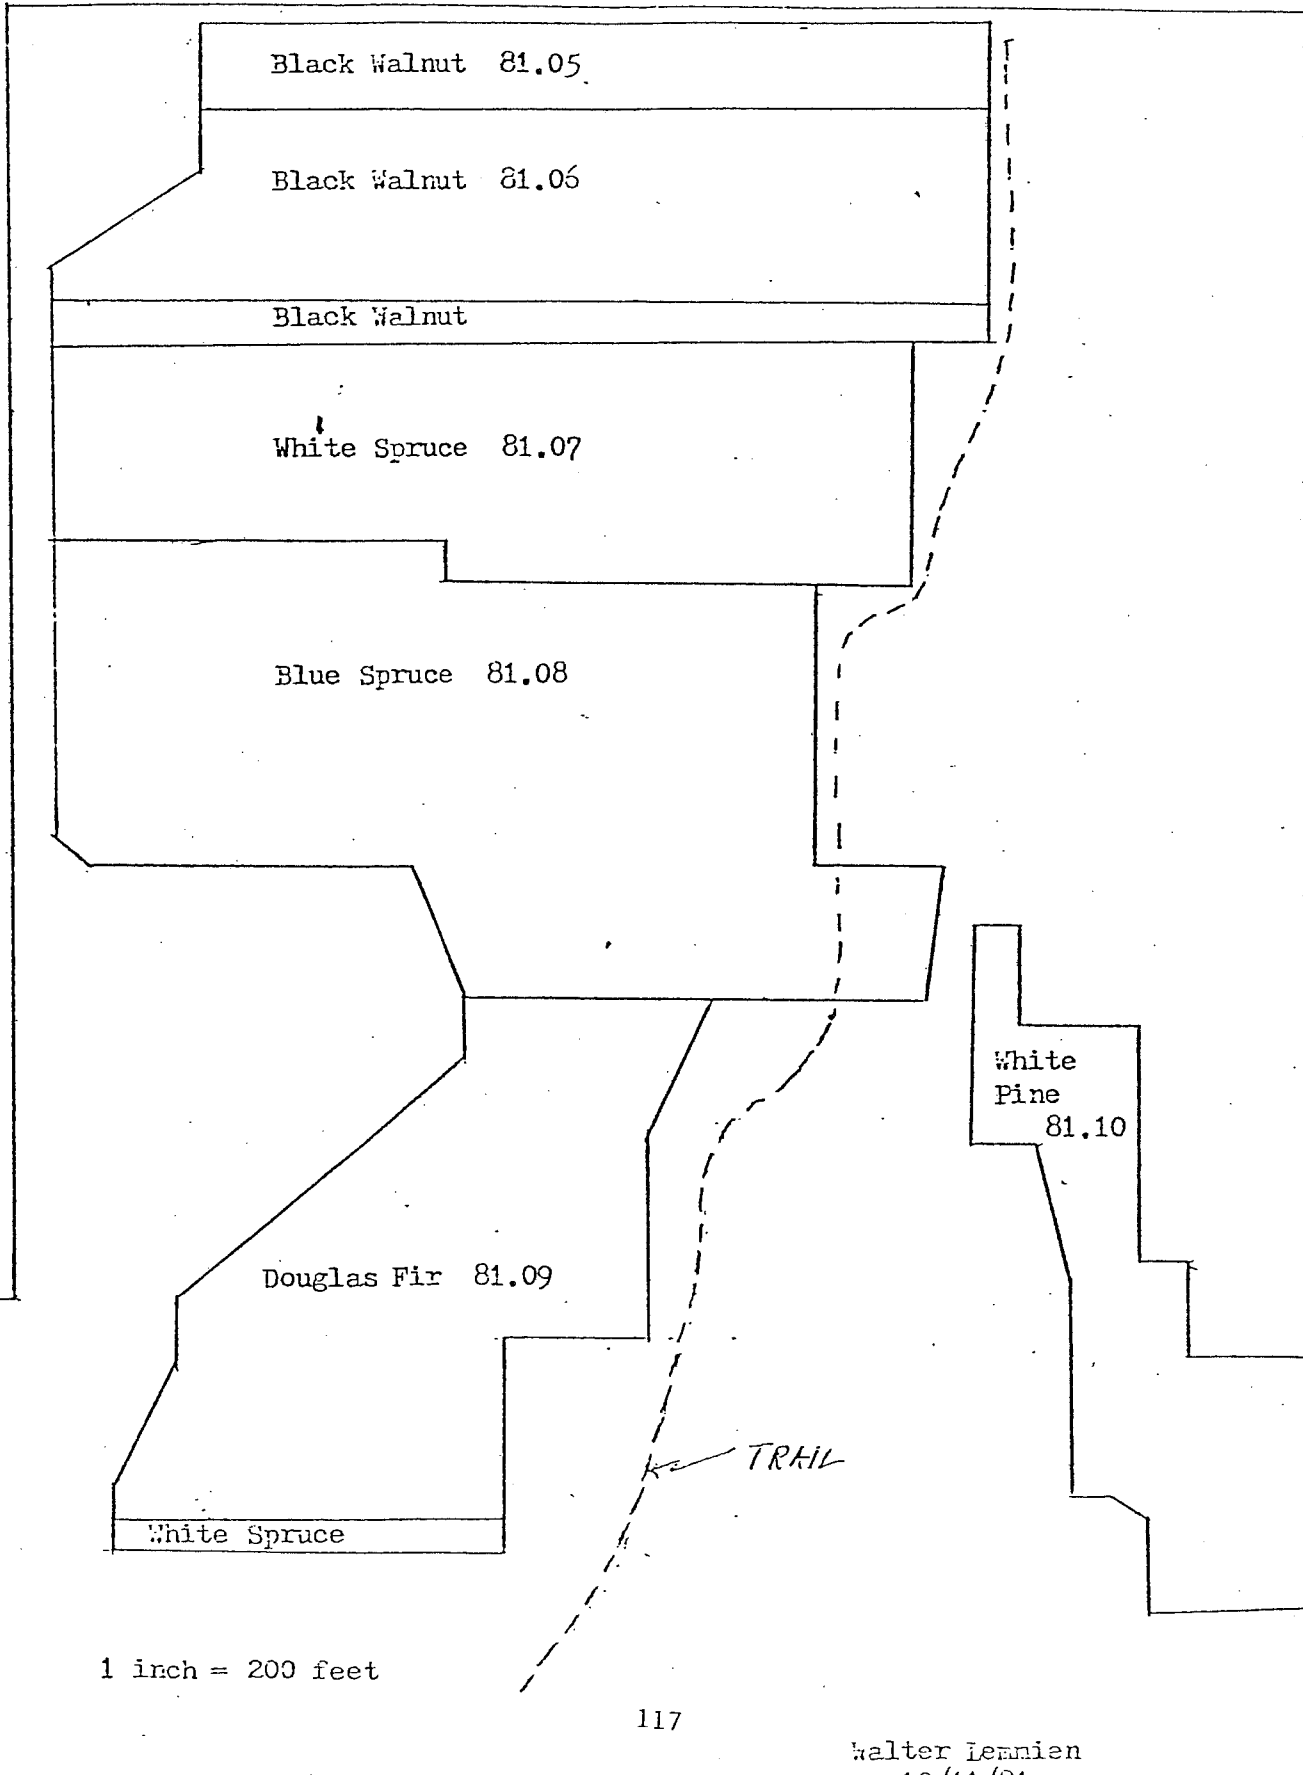 Black Walnut 81.05
Black Walnut 81.06
Black Walnut
White Spruce 81.07
Blue Spruce 81.08
White
Pine
81.10
Douglas Fir 81.09
TRAIL
White Spruce
1 inch = 200 feet
117
Walter Lemmien